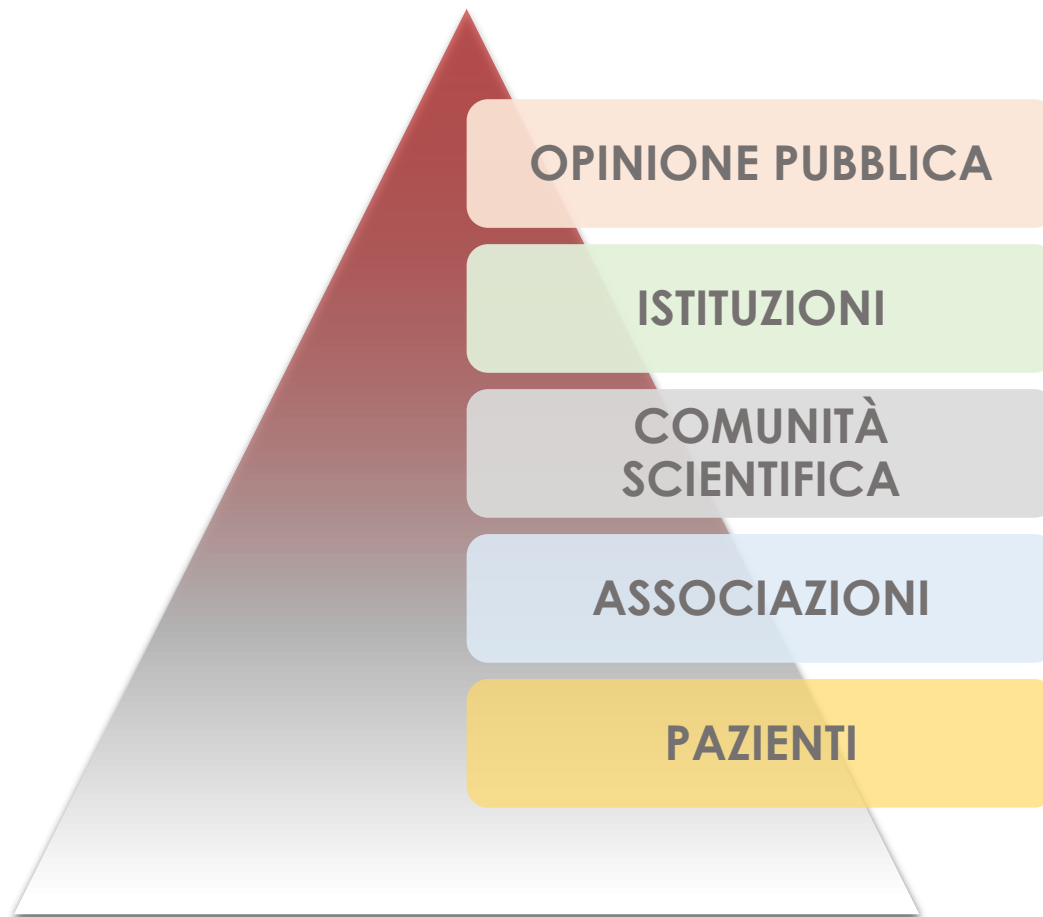 OPINIONE PUBBLICA
ISTITUZIONI
COMUNITÀ
SCIENTIFICA
ASSOCIAZIONI
PAZIENTI